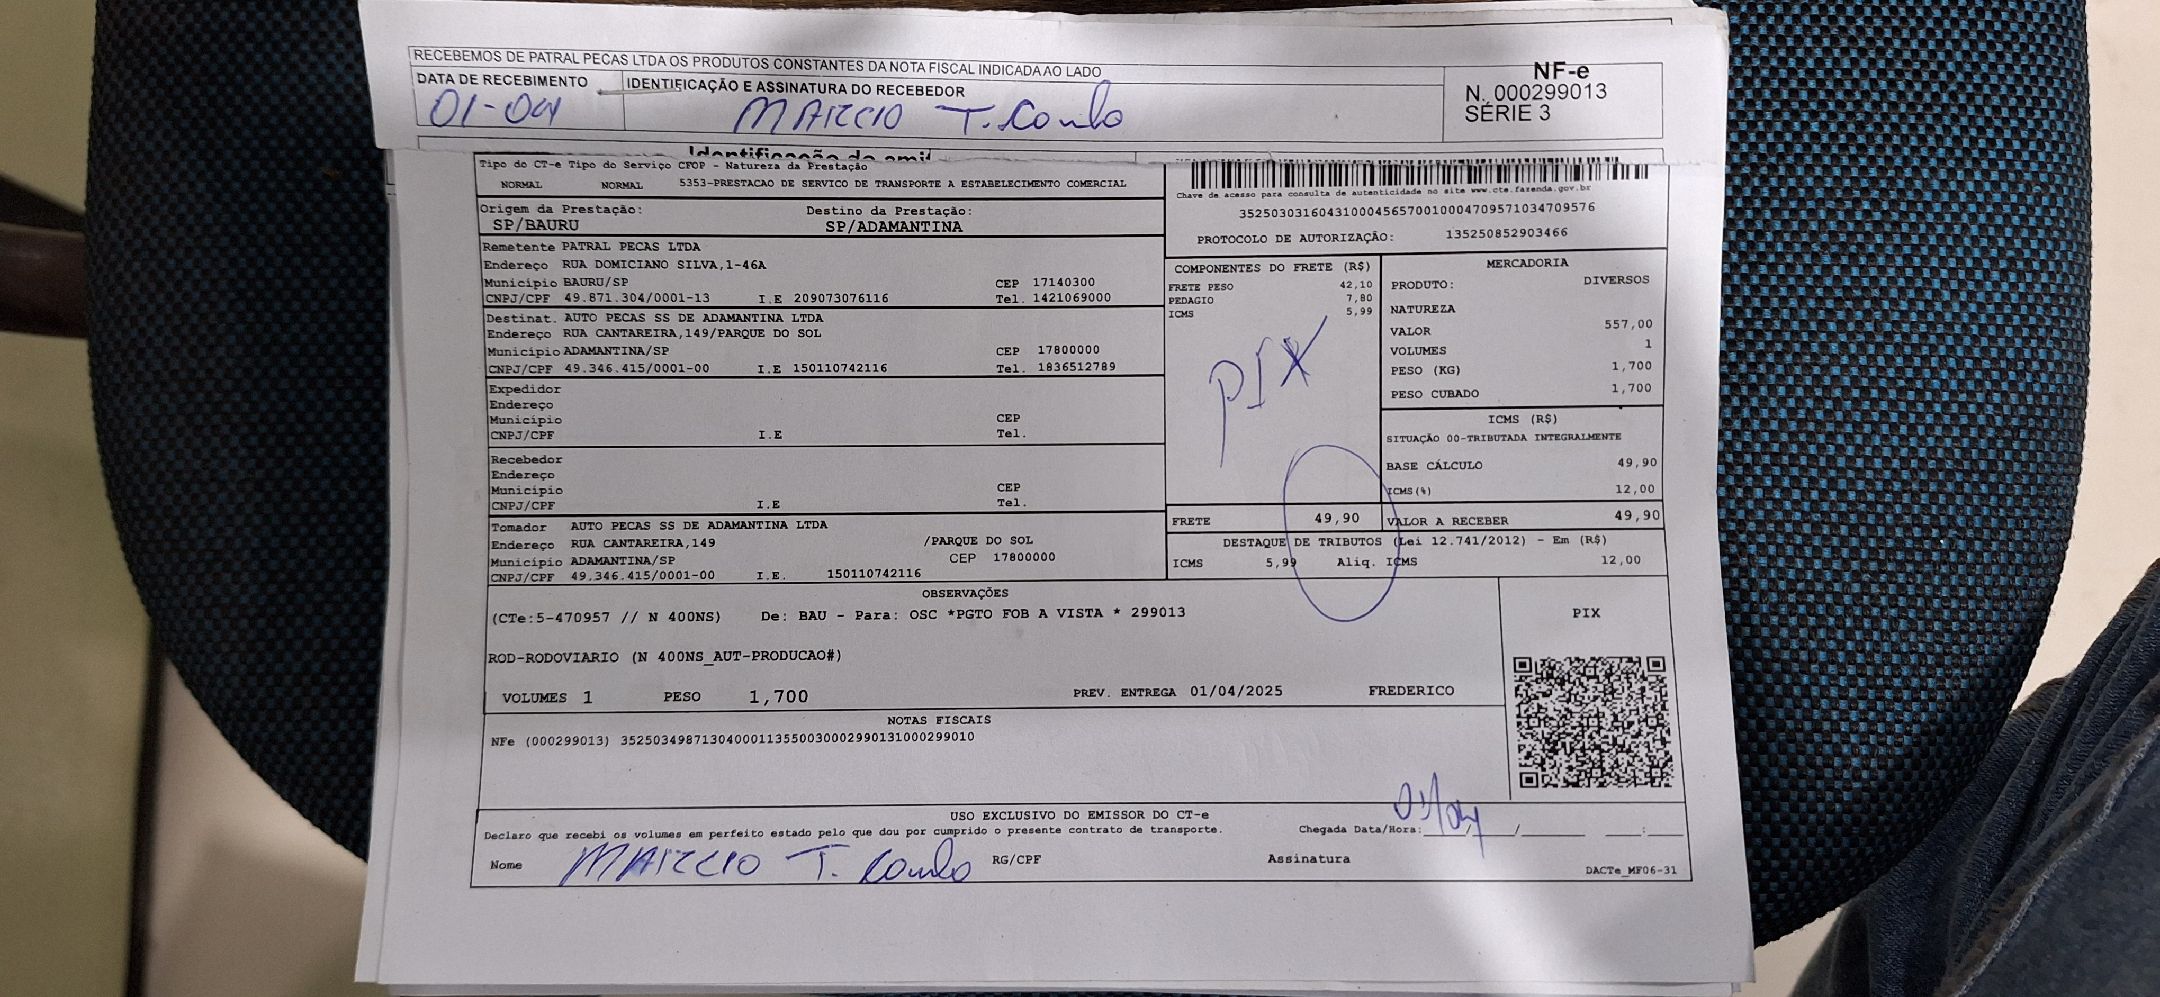 RECEBEMOS DE PATRAL PECAS LTDA OS PRODUTOS CONSTANTES DA NOTA FISCAL INDICADA AO LADO
DATA DE RECEBIMENTO IDENTIFICAÇÃO E ASSINATURA DO RECEBEDOR
01-04 MARCIO T.
NF-e
N. 000299013
SÉRIE 3
Tipo do CT-e Tipo do Serviço CFOP - Natureza da Prestação
NORMAL NORMAL 5353-PRESTACAO DE SERVICO DE TRANSPORTE A ESTABELECIMENTO COMERCIAL
Origem da Prestação: Destino da Prestação:
SP/BAURU SP/ADAMANTINA
Chave de acesso para consulta de autenticidade no site www.cte.fazenda.gov.br
35250303160431000456570010004709571034709576
PROTOCOLO DE AUTORIZAÇÃO: 135250852903466
Remetente PATRAL PECAS LTDA
Endereço RUA DOMICIANO SILVA,1-46A
Município BAURU/SP CEP 17140300
CNPJ/CPF 49.871.304/0001-13 I.E 209073076116 Tel. 1421069000
Destinat. AUTO PECAS SS DE ADAMANTINA LTDA
Endereço RUA CANTAREIRA,149/PARQUE DO SOL
Município ADAMANTINA/SP CEP 17800000
CNPJ/CPF 49.346.415/0001-00 I.E 150110742116 Tel. 1836512789
Expedidor
Endereço
Município CEP
CNPJ/CPF I.E Tel.
Recebedor
Endereço
Município CEP
CNPJ/CPF I.E Tel.
Tomador AUTO PECAS SS DE ADAMANTINA LTDA
Endereço RUA CANTAREIRA,149 /PARQUE DO SOL
Município ADAMANTINA/SP CEP 17800000
CNPJ/CPF 49.346.415/0001-00 I.E. 150110742116
COMPONENTES DO FRETE (R$)
FRETE PESO 42,10
PEDAGIO 7,80
ICMS 5,99
PIX
FRETE 49,90
MERCADORIA
PRODUTO: DIVERSOS
NATUREZA
VALOR 557,00
VOLUMES 1
PESO (KG) 1,700
PESO CUBADO 1,700
ICMS (R$)
SITUAÇÃO 00-TRIBUTADA INTEGRALMENTE
BASE CÁLCULO 49,90
ICMS(%) 12,00
VALOR A RECEBER 49,90
DESTAQUE DE TRIBUTOS (Lei 12.741/2012) - Em (R$)
ICMS 5,99 Aliq. ICMS 12,00
OBSERVAÇÕES
(CTe:5-470957 // N 400NS) De: BAU - Para: OSC *PGTO FOB A VISTA * 299013
ROD-RODOVIARIO (N 400NS_AUT-PRODUCAO#)
VOLUMES 1 PESO 1,700 PREV. ENTREGA 01/04/2025 FREDERICO
PIX
NOTAS FISCAIS
NFe (000299013) 35250349871304000113550030002990131000299010
USO EXCLUSIVO DO EMISSOR DO CT-e
Declaro que recebi os volumes em perfeito estado pelo que dou por cumprido o presente contrato de transporte. Chegada Data/Hora: 01/04
Nome MARCIO T. RG/CPF Assinatura
DACTe_MF06-31